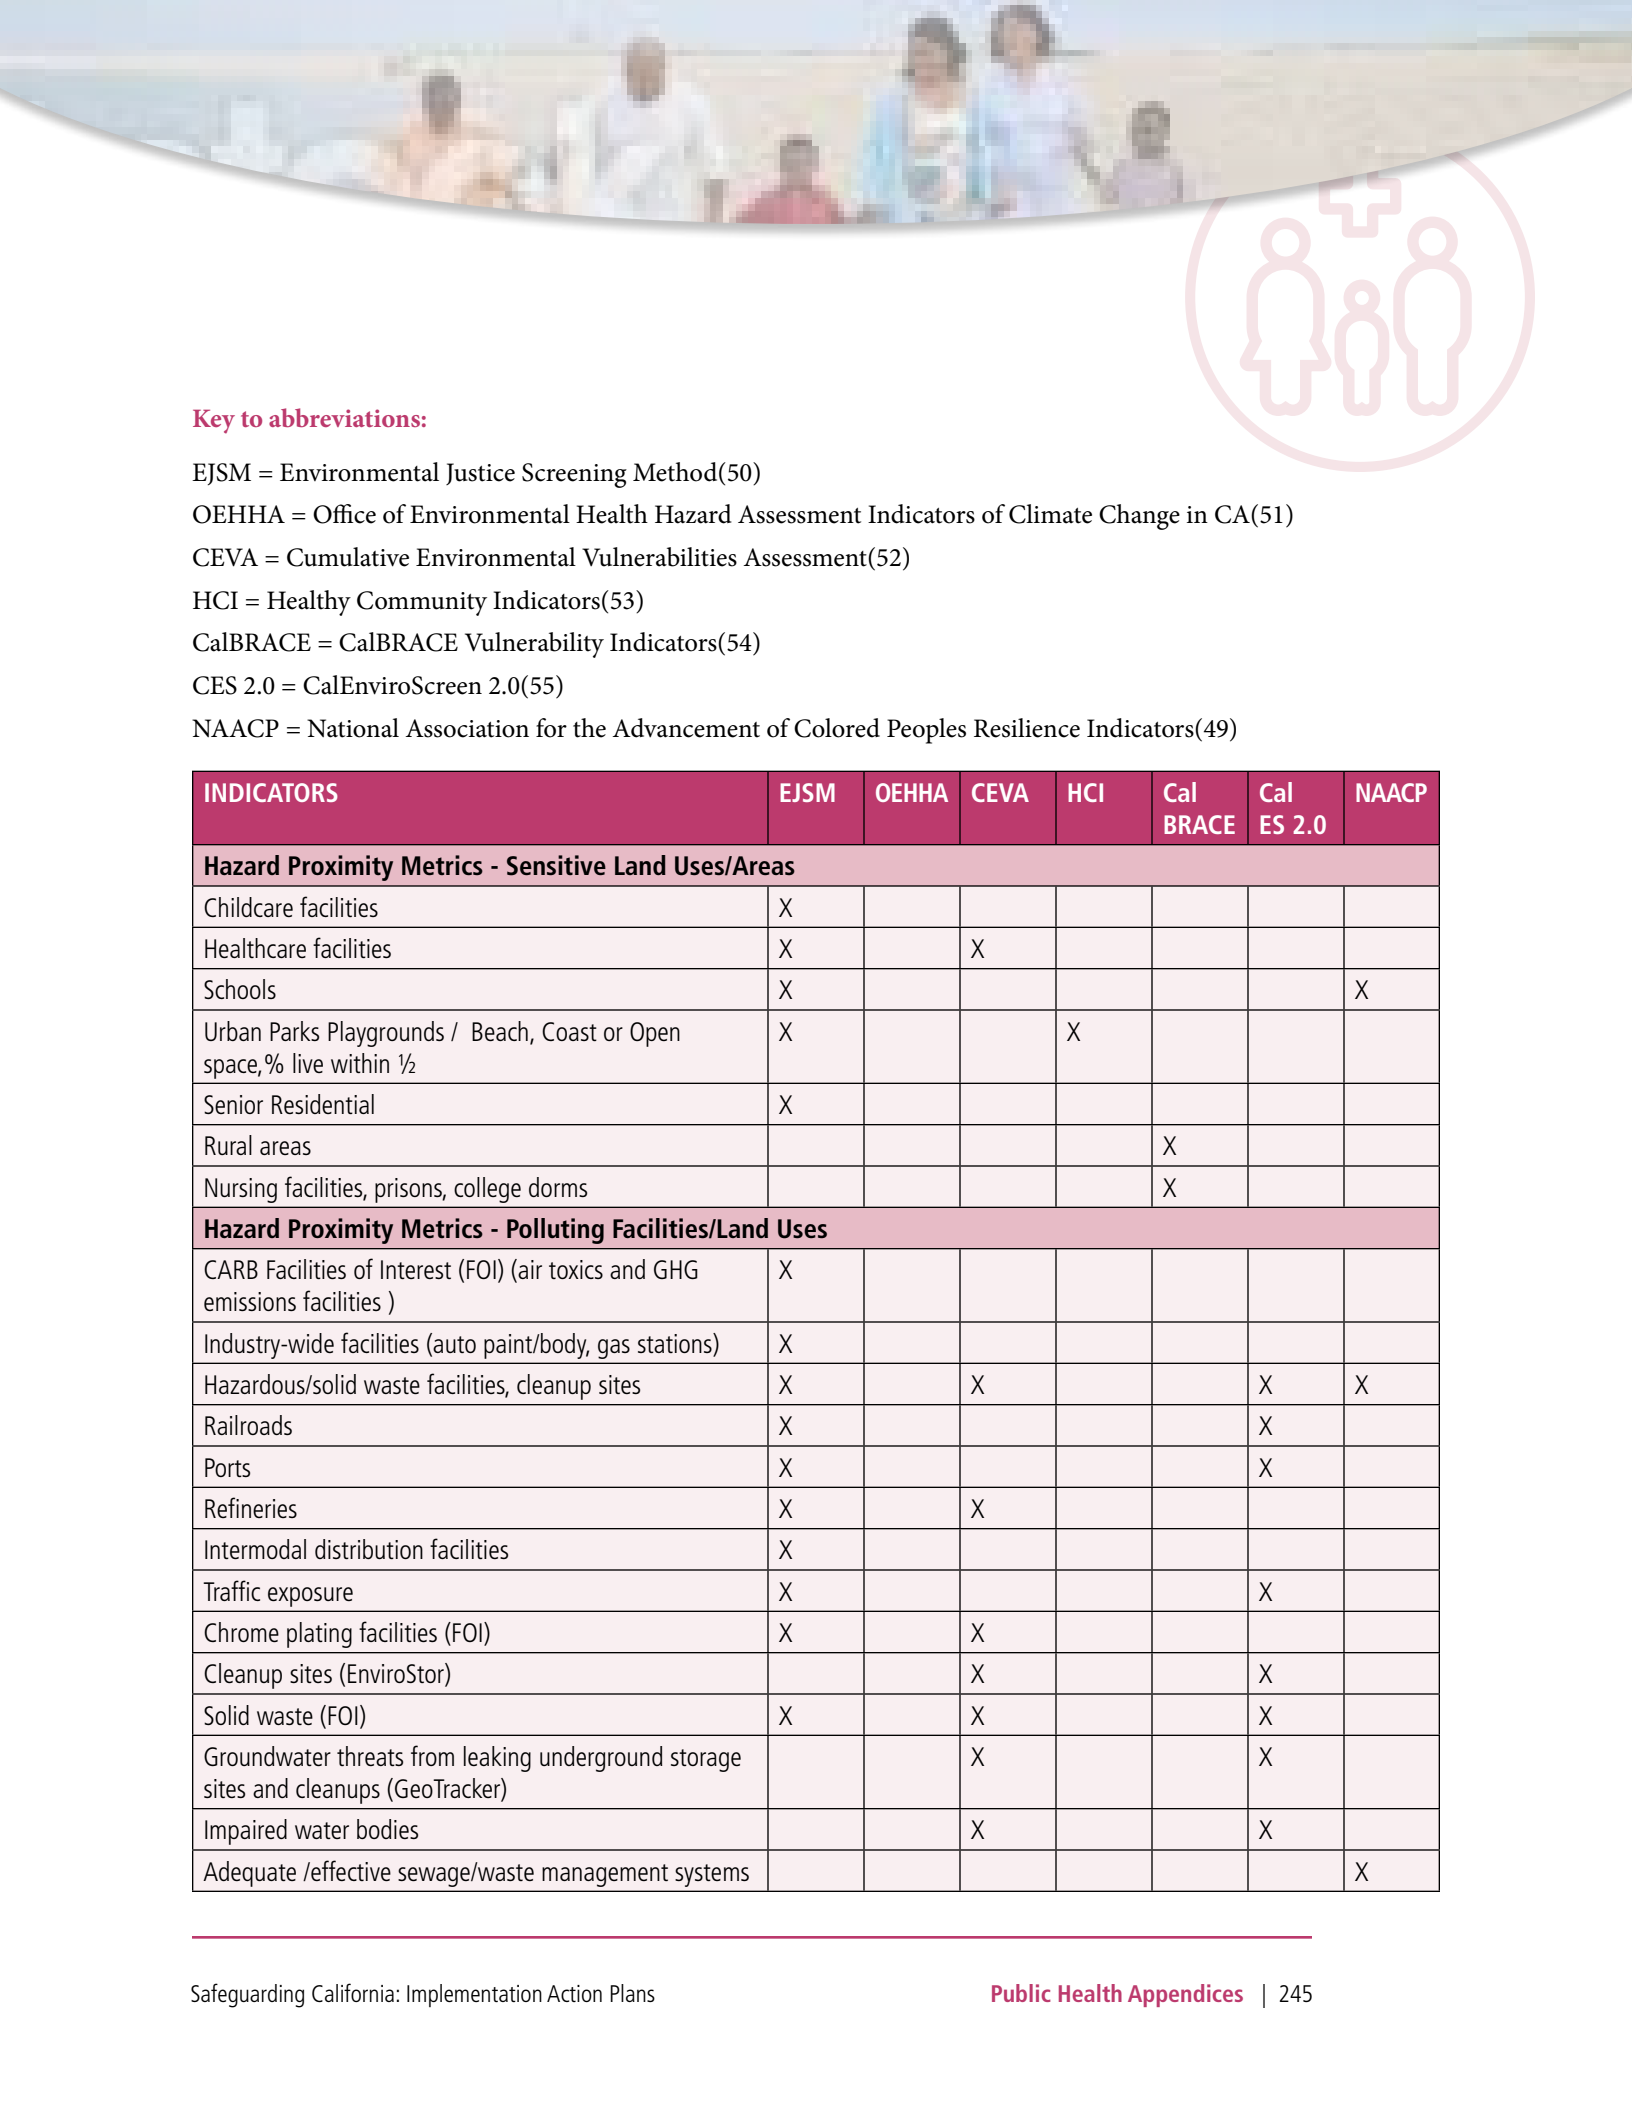 Key to abbreviations:
EJSM = Environmental Justice Screening Method(50)
OEHHA = Office of Environmental Health Hazard Assessment Indicators of Climate Change in CA(51)
CEVA = Cumulative Environmental Vulnerabilities Assessment(52)
HCI = Healthy Community Indicators(53)
CalBRACE = CalBRACE Vulnerability Indicators(54)
CES 2.0 = CalEnviroScreen 2.0(55)
NAACP = National Association for the Advancement of Colored Peoples Resilience Indicators(49)
INDICATORS EJSM OEHHA CEVA HCI Cal Cal NAACP
BRACE ES 2.0
Hazard Proximity Metrics - Sensitive Land Uses/Areas
Childcare facilities X
Healthcare facilities X X
Schools X X
Urban Parks Playgrounds / Beach, Coast or Open X X
space,% live within ½
Senior Residential X
Rural areas X
Nursing facilities, prisons, college dorms X
Hazard Proximity Metrics - Polluting Facilities/Land Uses
CARB Facilities of Interest (FOI) (air toxics and GHG X
emissions facilities )
Industry-wide facilities (auto paint/body, gas stations) X
Hazardous/solid waste facilities, cleanup sites X X X X
Railroads X X
Ports X X
Refineries X X
Intermodal distribution facilities X
Traffic exposure X X
Chrome plating facilities (FOI) X X
Cleanup sites (EnviroStor) X X
Solid waste (FOI) X X X
Groundwater threats from leaking underground storage X X
sites and cleanups (GeoTracker)
Impaired water bodies X X
Adequate /effective sewage/waste management systems X
Safeguarding California: Implementation Action Plans Public Health Appendices | 245